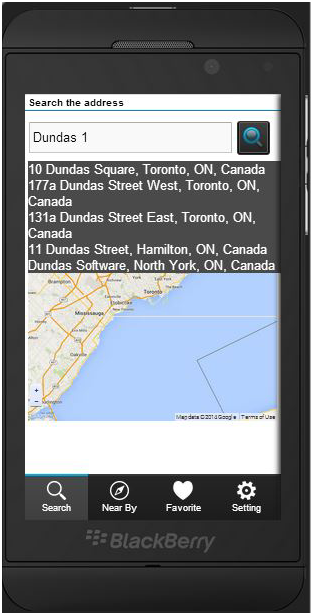 Search the address
Dundas 1
10 Dundas Square, Toronto, ON, Canada
177a Dundas Street West, Toronto, ON,
Canada
131a Dundas Street East, Toronto, ON,
Canada
11 Dundas Street, Hamilton, ON, Canada
Dundas Software, North York, ON, Canada
Brampton
Toronto
Mississauga
Oakville
+
−
Map data ©2014 Google
Terms of Use
Search
Near By
Favorite
Setting
BlackBerry